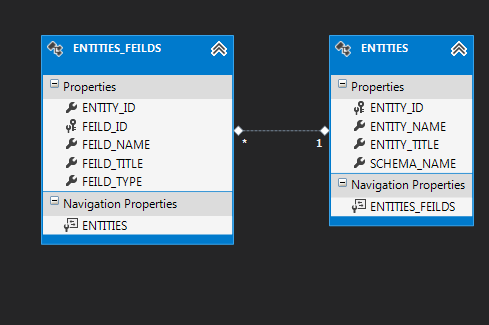 ENTITIES_FEILDS
Properties
ENTITY_ID
FEILD_ID
FEILD_NAME
FEILD_TITLE
FEILD_TYPE
Navigation Properties
ENTITIES
* 1
ENTITIES
Properties
ENTITY_ID
ENTITY_NAME
ENTITY_TITLE
SCHEMA_NAME
Navigation Properties
ENTITIES_FEILDS